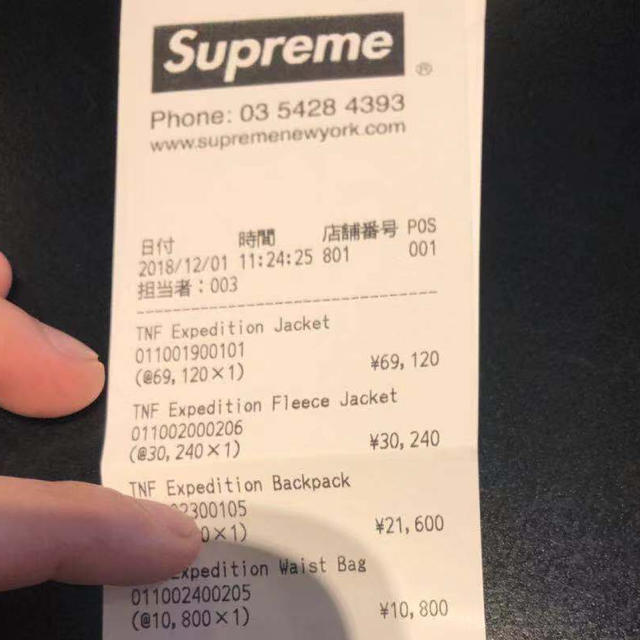 Supreme
®
Phone: 03 5428 4393
www.supremenewyork.com
日付 時間 店舗番号 POS
2018/12/01 11:24:25 801 001
担当者：003
TNF Expedition Jacket
011001900101
(@69,120×1) ¥69,120
TNF Expedition Fleece Jacket
011002000206
(@30,240×1) ¥30,240
TNF Expedition Backpack
2300105
0×1) ¥21,600
Expedition Waist Bag
011002400205
(@10,800×1) ¥10,800